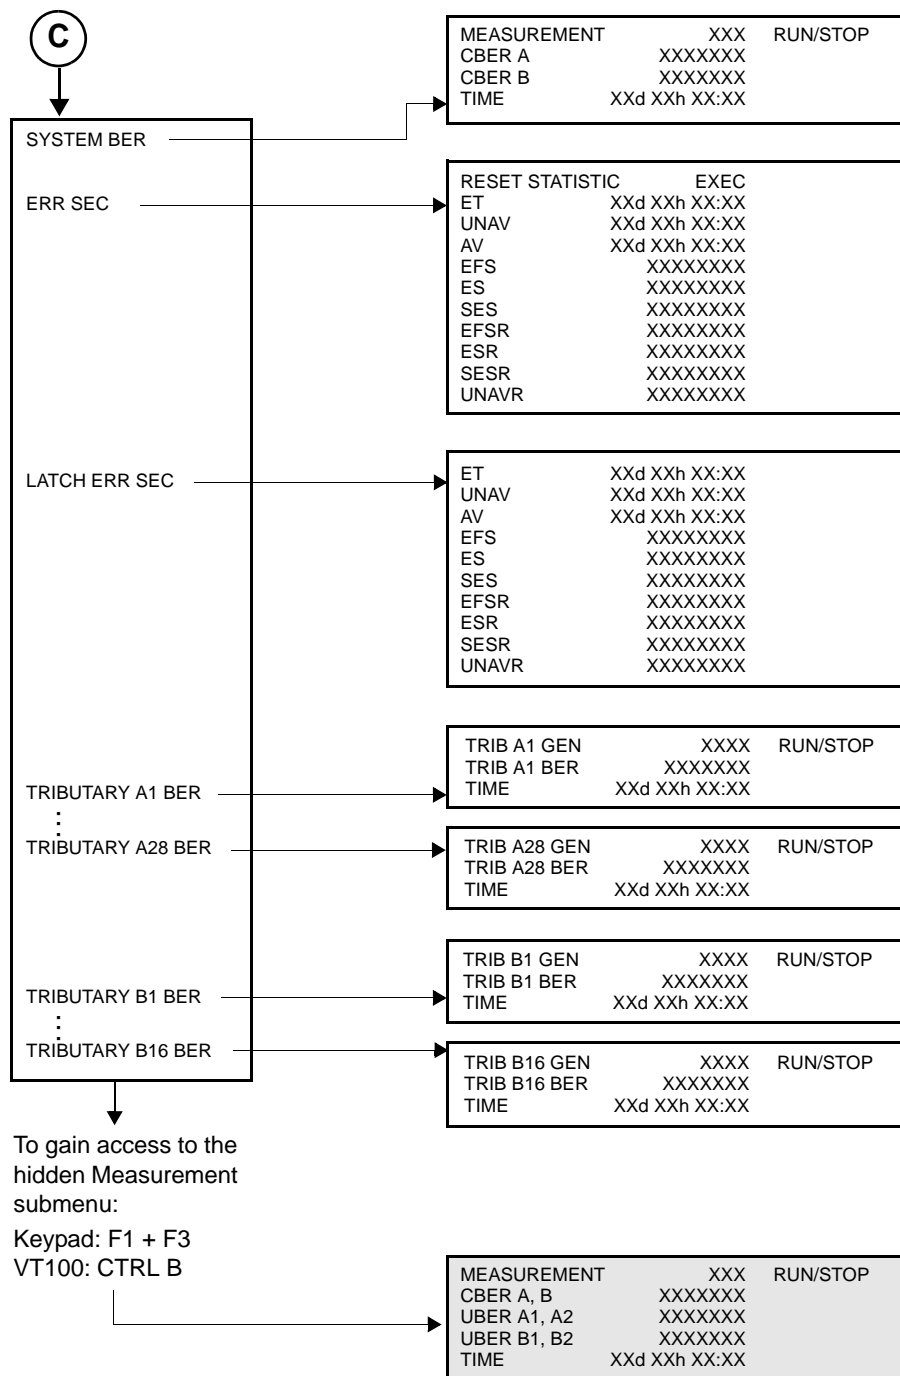 C
MEASUREMENT XXX RUN/STOP
CBER A XXXXXXX
CBER B XXXXXXX
TIME XXd XXh XX:XX
SYSTEM BER
RESET STATISTIC EXEC
ET XXd XXh XX:XX
UNAV XXd XXh XX:XX
AV XXd XXh XX:XX
EFS XXXXXXXX
ES XXXXXXXX
SES XXXXXXXX
EFSR XXXXXXXX
ESR XXXXXXXX
SESR XXXXXXXX
UNAVR XXXXXXXX
ERR SEC
LATCH ERR SEC
ET XXd XXh XX:XX
UNAV XXd XXh XX:XX
AV XXd XXh XX:XX
EFS XXXXXXXX
ES XXXXXXXX
SES XXXXXXXX
EFSR XXXXXXXX
ESR XXXXXXXX
SESR XXXXXXXX
UNAVR XXXXXXXX
TRIB A1 GEN XXXX RUN/STOP
TRIB A1 BER XXXXXXX
TIME XXd XXh XX:XX
TRIBUTARY A1 BER
TRIBUTARY A28 BER
TRIB A28 GEN XXXX RUN/STOP
TRIB A28 BER XXXXXXX
TIME XXd XXh XX:XX
TRIB B1 GEN XXXX RUN/STOP
TRIB B1 BER XXXXXXX
TIME XXd XXh XX:XX
TRIBUTARY B1 BER
TRIBUTARY B16 BER
TRIB B16 GEN XXXX RUN/STOP
TRIB B16 BER XXXXXXX
TIME XXd XXh XX:XX
To gain access to the
hidden Measurement
submenu:
Keypad: F1 + F3
VT100: CTRL B
MEASUREMENT XXX RUN/STOP
CBER A, B XXXXXXX
UBER A1, A2 XXXXXXX
UBER B1, B2 XXXXXXX
TIME XXd XXh XX:XX